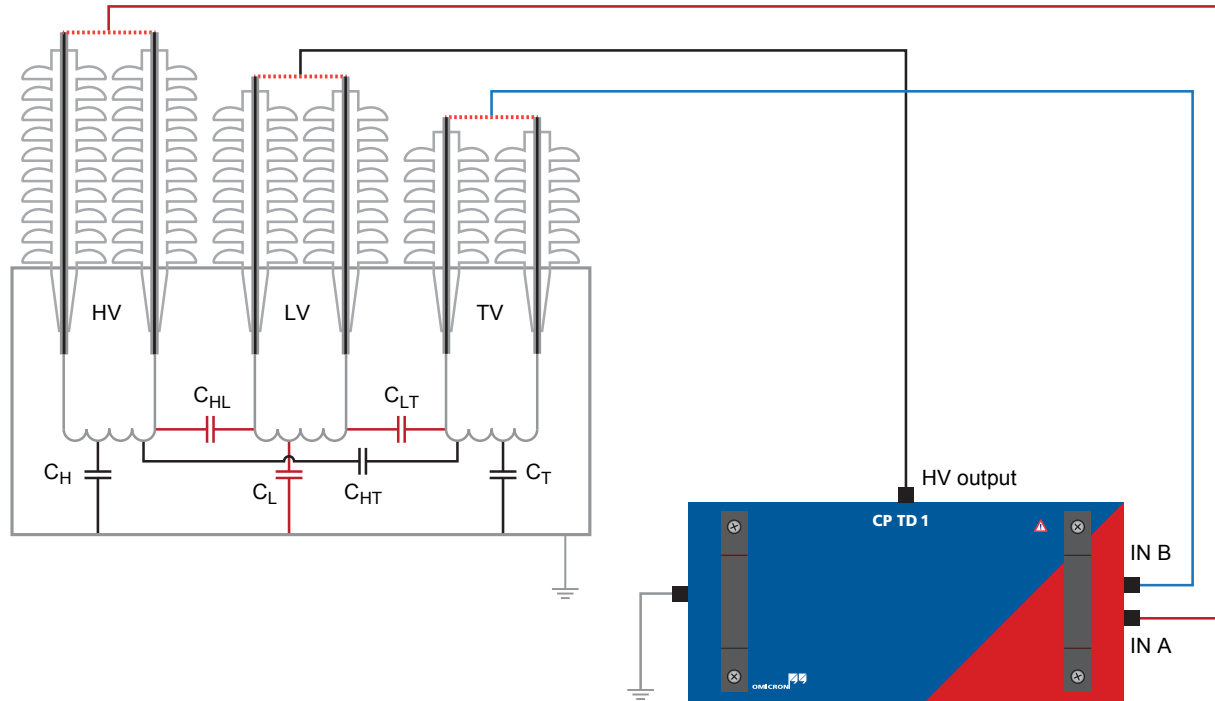 HV
LV
TV
CHL
CLT
CH
CL
CHT
CT
HV output
CP TD 1
IN B
IN A
OMICRON